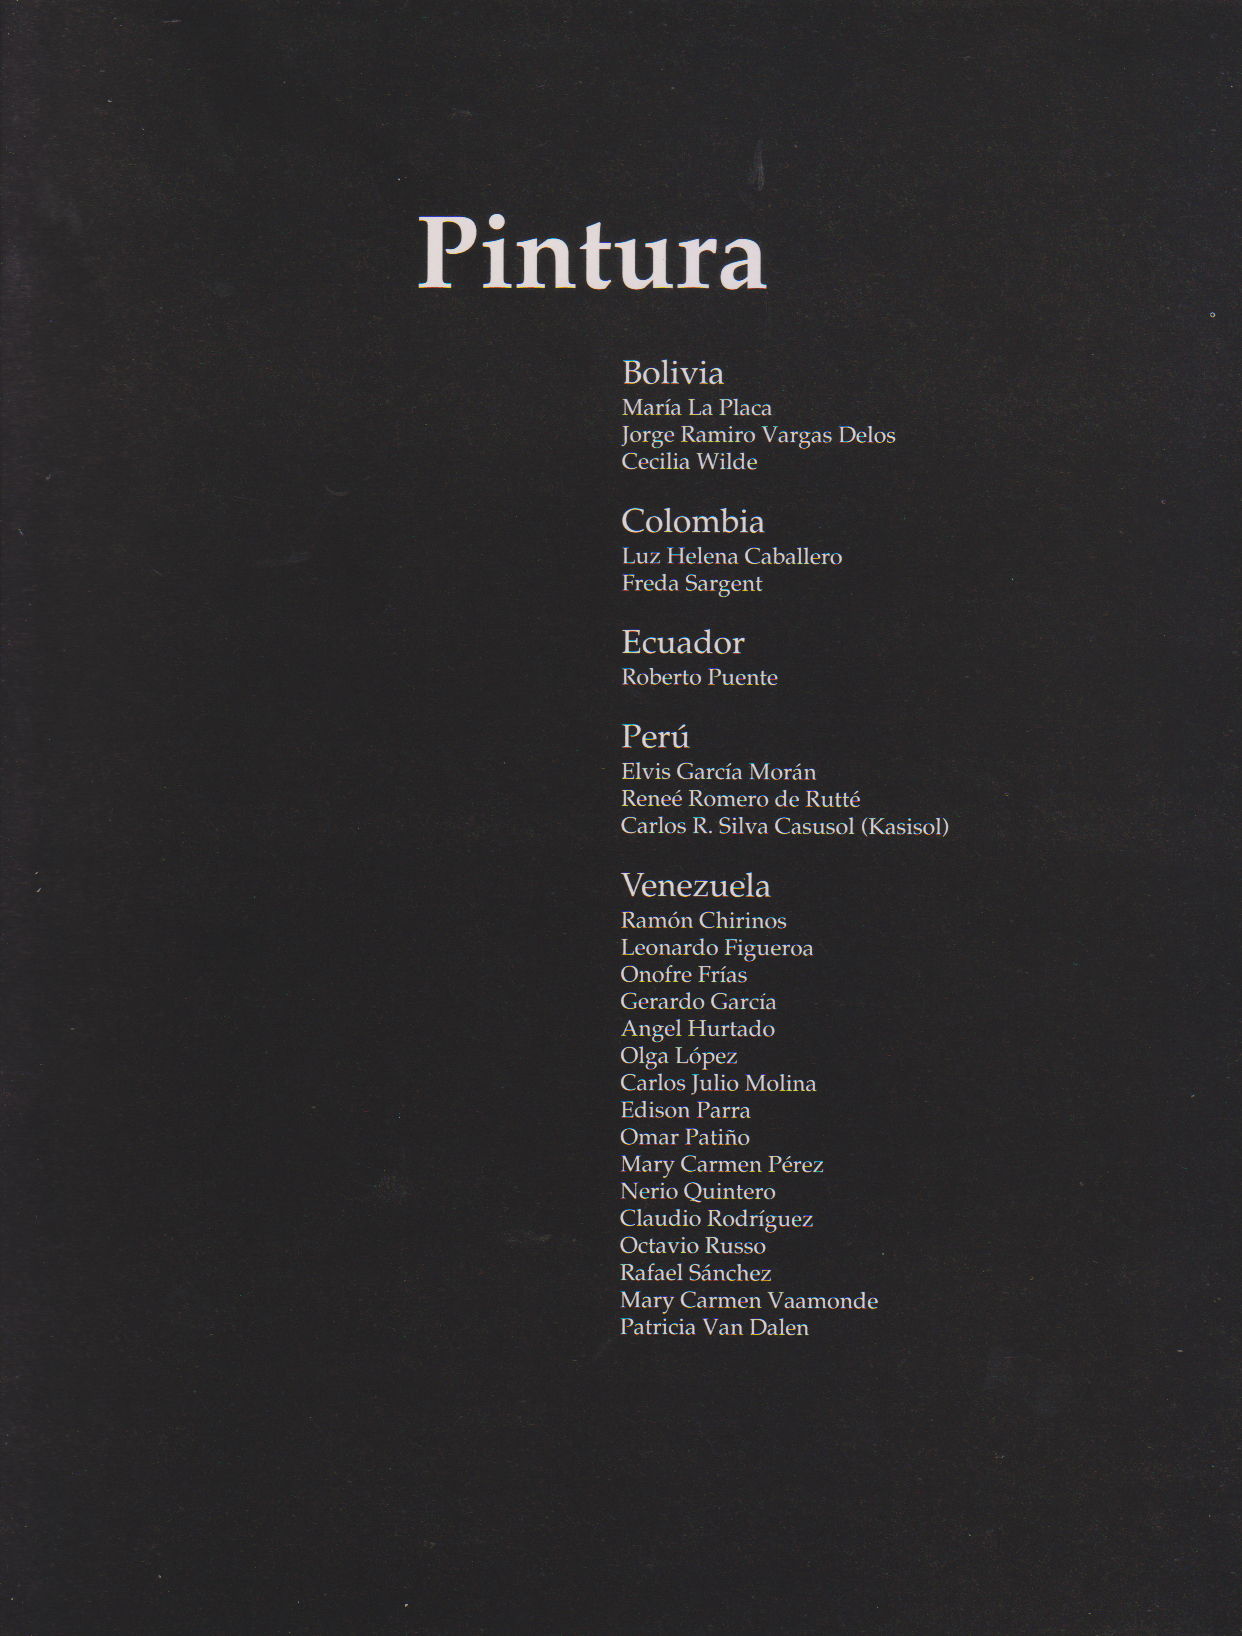 Pintura
Bolivia
María La Placa
Jorge Ramiro Vargas Delos
Cecilia Wilde
Colombia
Luz Helena Caballero
Freda Sargent
Ecuador
Roberto Puente
Perú
Elvis García Morán
Reneé Romero de Rutté
Carlos R. Silva Casusol (Kasisol)
Venezuela
Ramón Chirinos
Leonardo Figueroa
Onofre Frías
Gerardo García
Angel Hurtado
Olga López
Carlos Julio Molina
Edison Parra
Omar Patiño
Mary Carmen Pérez
Nerio Quintero
Claudio Rodríguez
Octavio Russo
Rafael Sánchez
Mary Carmen Vaamonde
Patricia Van Dalen